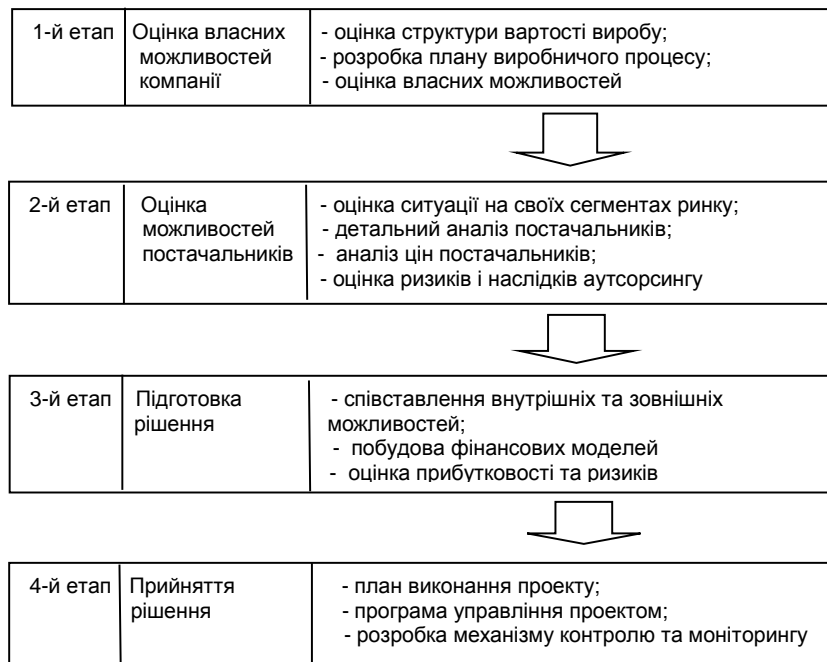 1-й етап
Оцінка власних
можливостей
компанії
- оцінка структури вартості виробу;
- розробка плану виробничого процесу;
- оцінка власних можливостей
2-й етап
Оцінка
можливостей
постачальників
- оцінка ситуації на своїх сегментах ринку;
- детальний аналіз постачальників;
- аналіз цін постачальників;
- оцінка ризиків і наслідків аутсорсингу
3-й етап
Підготовка
рішення
- співставлення внутрішніх та зовнішніх
можливостей;
- побудова фінансових моделей
- оцінка прибутковості та ризиків
4-й етап
Прийняття
рішення
- план виконання проекту;
- програма управління проектом;
- розробка механізму контролю та моніторингу